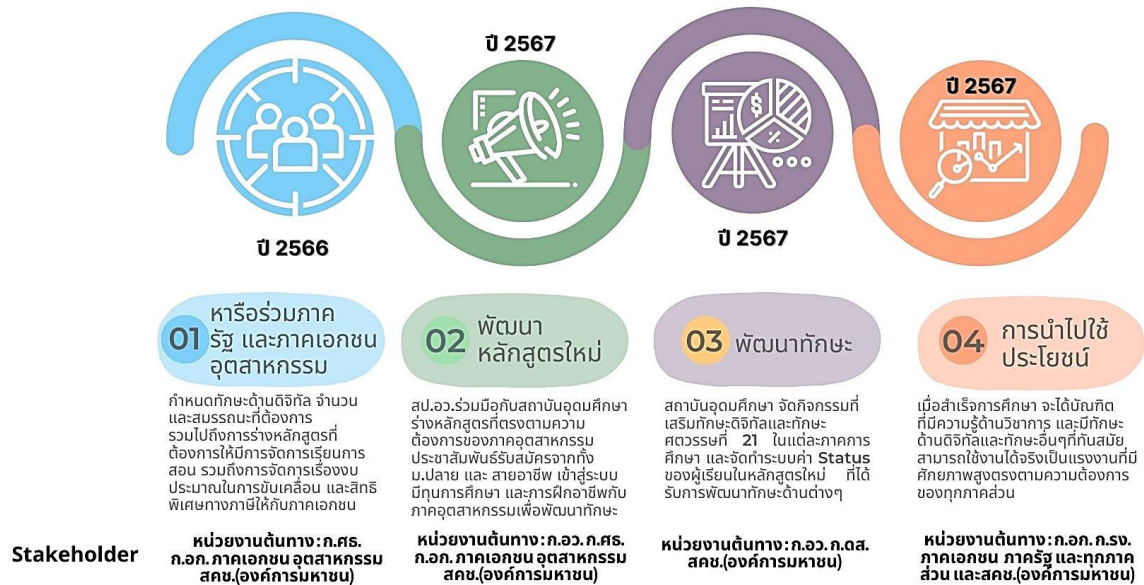 ปี 2566
ปี 2567
ปี 2567
ปี 2567
01
หารือร่วมภาค
รัฐ และภาคเอกชน
อุตสาหกรรม
กำหนดทักษะด้านดิจิทัล จำนวน
และสมรรถนะที่ต้องการ
รวมไปถึงการร่างหลักสูตรที่
ต้องการให้มีการจัดการเรียนการ
สอน รวมถึงการจัดการเรื่องงบ
ประมาณในการขับเคลื่อน และสิทธิ
พิเศษทางภาษีให้กับภาคเอกชน
02
พัฒนา
หลักสูตรใหม่
สป.อว.ร่วมมือกับสถาบันอุดมศึกษา
ร่างหลักสูตรที่ตรงตามความ
ต้องการของภาคอุตสาหกรรม
ประชาสัมพันธ์รับสมัครจากทั้ง
ม.ปลาย และ สายอาชีพ เข้าสู่ระบบ
มีทุนการศึกษา และการฝึกอาชีพกับ
ภาคอุตสาหกรรมเพื่อพัฒนาทักษะ
03
พัฒนาทักษะ
สถาบันอุดมศึกษา จัดกิจกรรมที่
เสริมทักษะดิจิทัลและทักษะ
ศตวรรษที่ 21 ในแต่ละภาคการ
ศึกษา และจัดทำระบบค่า Status
ของผู้เรียนในหลักสูตรใหม่ ที่ได้
รับการพัฒนาทักษะด้านต่างๆ
04
การนำไปใช้
ประโยชน์
เมื่อสำเร็จการศึกษา จะได้บัณฑิต
ที่มีความรู้ด้านวิชาการ และมีทักษะ
ด้านดิจิทัลและทักษะอื่นๆที่ทันสมัย
สามารถใช้งานได้จริงเป็นแรงงานที่มี
ศักยภาพสูงตรงตามความต้องการ
ของทุกภาคส่วน
Stakeholder
หน่วยงานต้นทาง : ก.ศธ.
ก.อก. ภาคเอกชน อุตสาหกรรม
สคช.(องค์การมหาชน)
หน่วยงานต้นทาง : ก.อว. ก.ศธ.
ก.อก. ภาคเอกชน อุตสาหกรรม
สคช.(องค์การมหาชน)
หน่วยงานต้นทาง : ก.อว. ก.ดส.
สคช.(องค์การมหาชน)
หน่วยงานต้นทาง : ก.อก. ก.รง.
ภาคเอกชน ภาครัฐ และทุกภาค
ส่วน และสคช.(องค์การมหาชน)